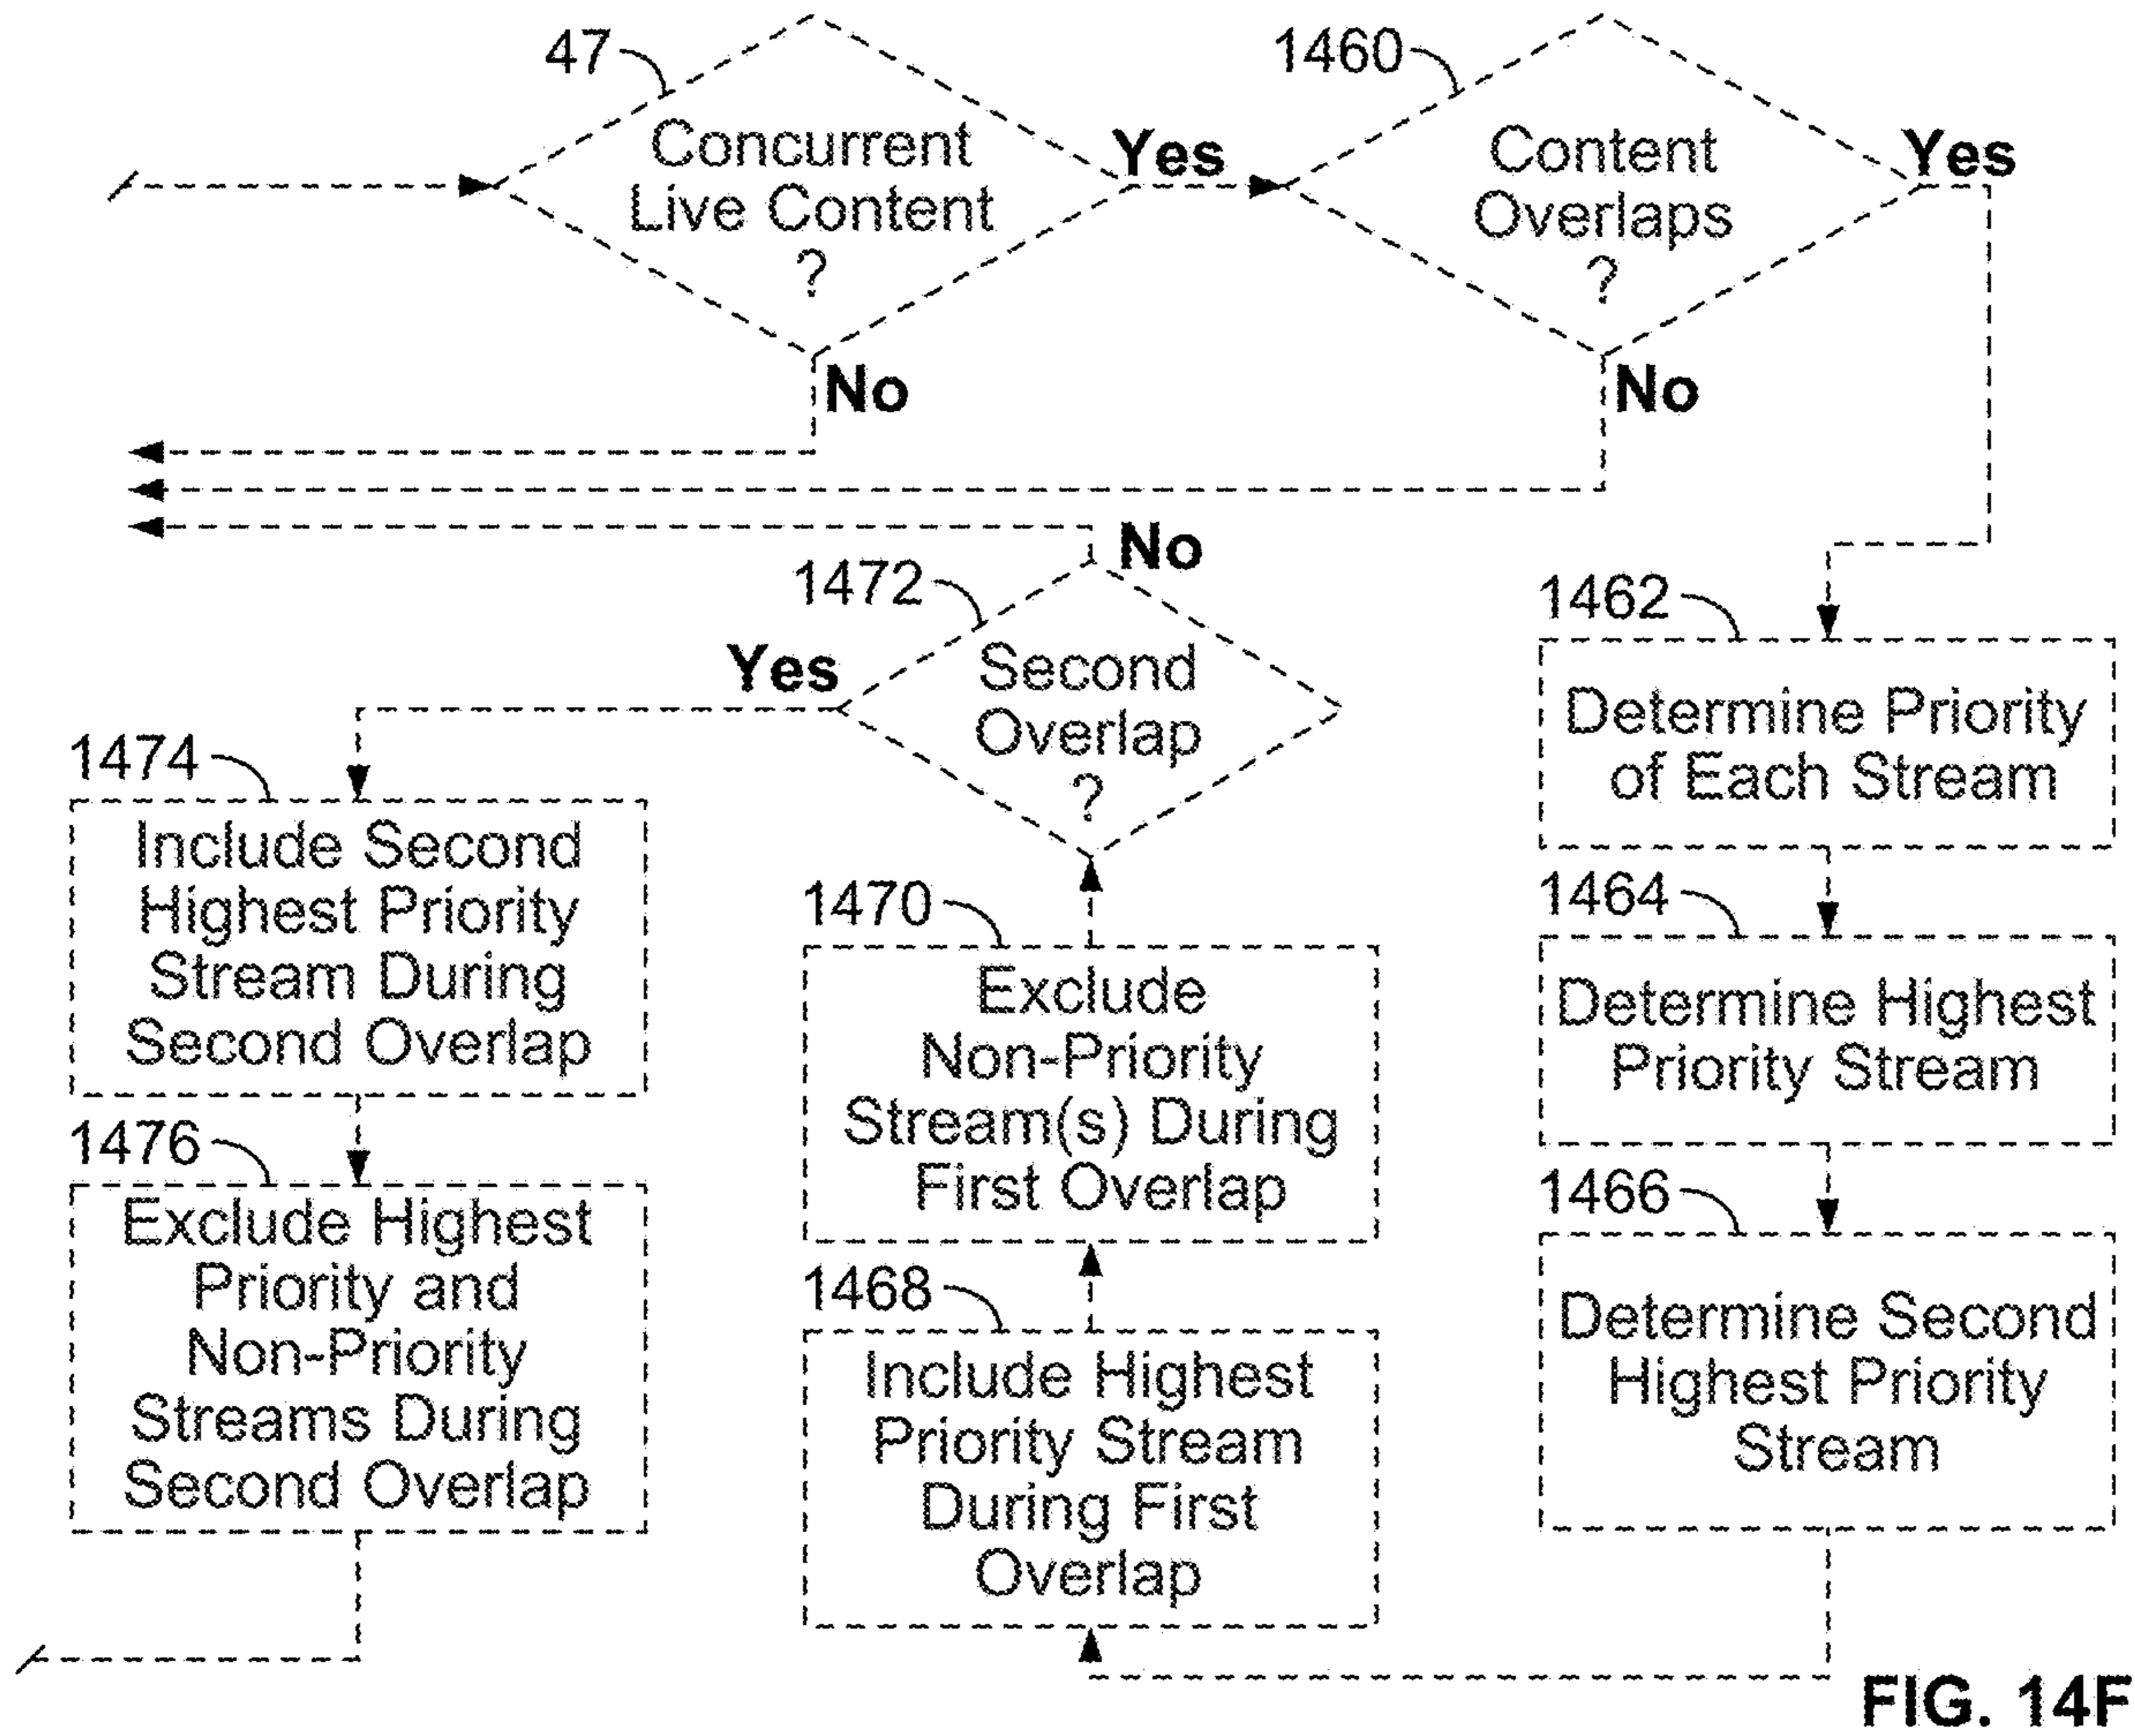 47
Concurrent
Live Content
?
Yes
No
1460
Content
Overlaps
?
Yes
No
1462
Determine Priority
of Each Stream
1464
Determine Highest
Priority Stream
1466
Determine Second
Highest Priority
Stream
1468
Include Highest
Priority Stream
During First
Overlap
1470
Exclude
Non-Priority
Stream(s) During
First Overlap
1472
Second
Overlap
?
No
Yes
1474
Include Second
Highest Priority
Stream During
Second Overlap
1476
Exclude Highest
Priority and
Non-Priority
Streams During
Second Overlap
FIG. 14F